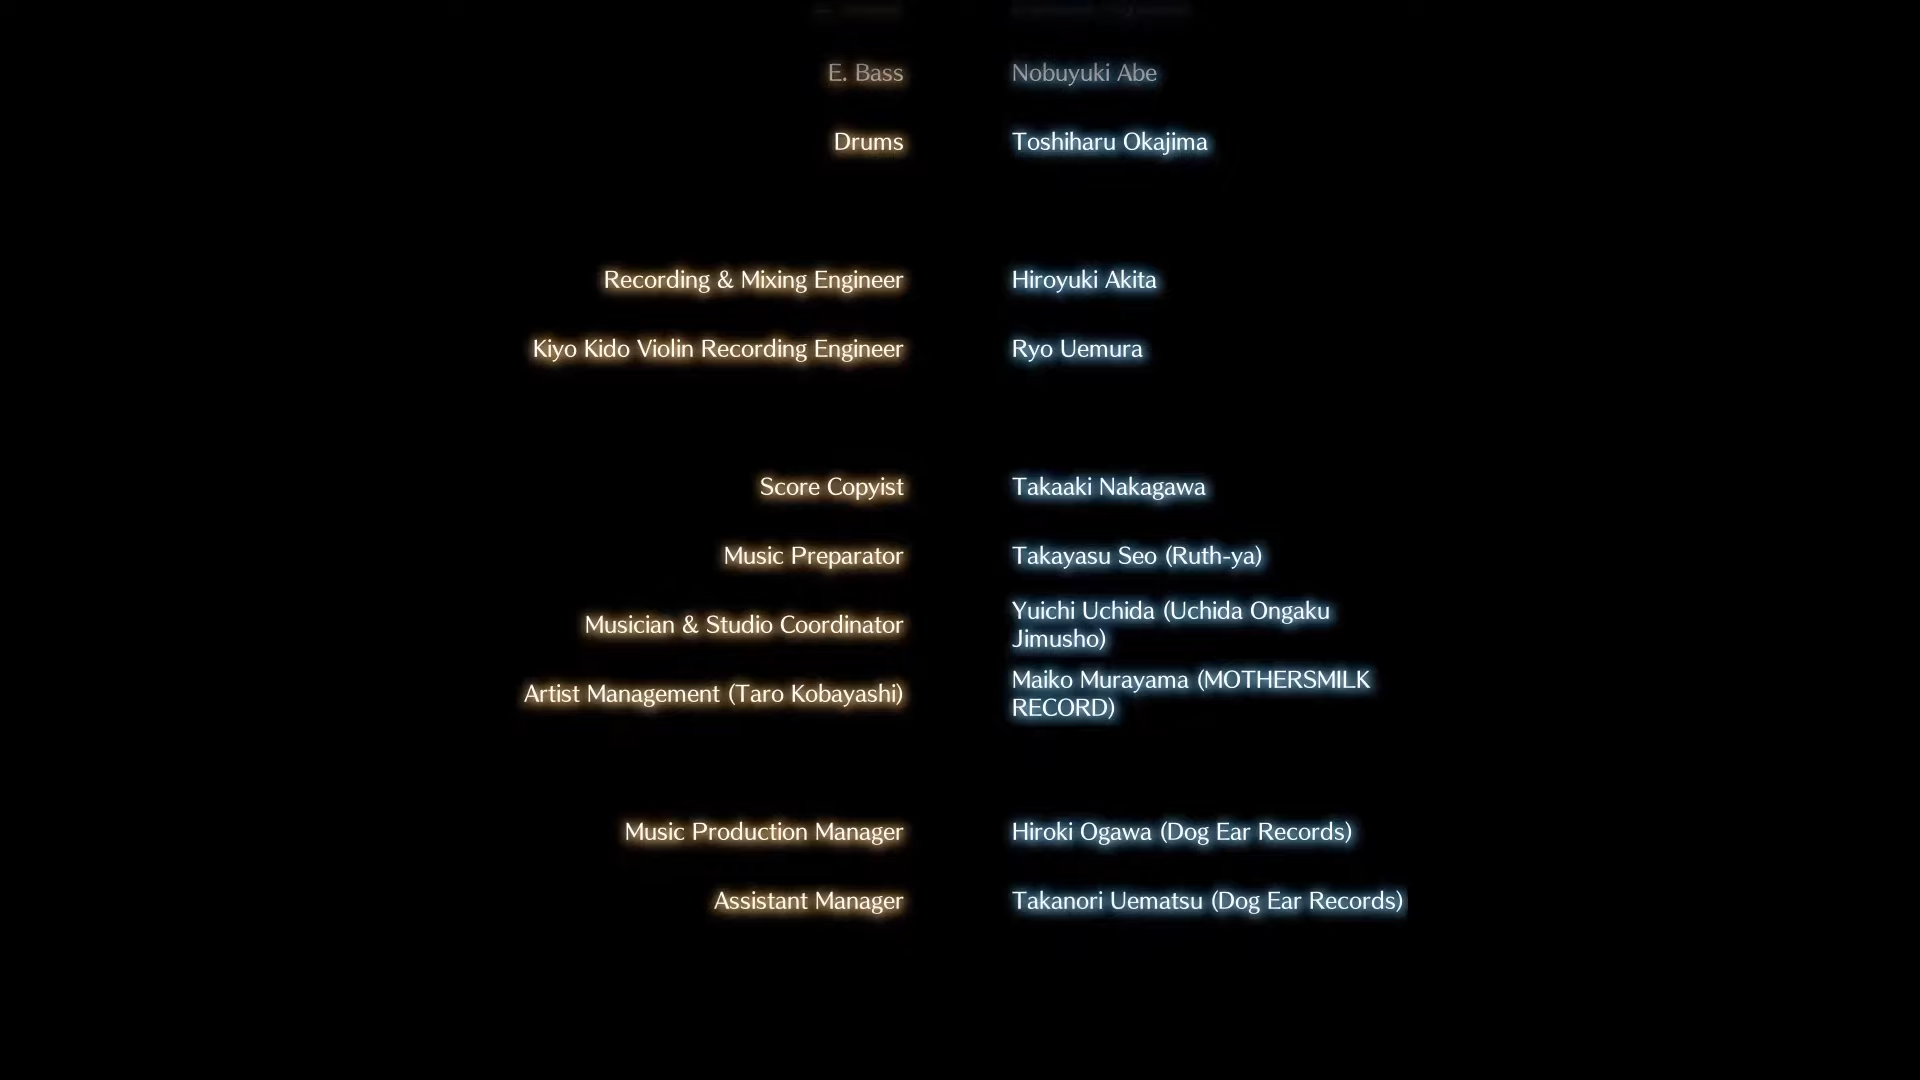 E. Bass Nobuyuki Abe
Drums Toshiharu Okajima
Recording & Mixing Engineer Hiroyuki Akita
Kiyo Kido Violin Recording Engineer Ryo Uemura
Score Copyist Takaaki Nakagawa
Music Preparator Takayasu Seo (Ruth-ya)
Musician & Studio Coordinator Yuichi Uchida (Uchida Ongaku
Jimusho)
Artist Management (Taro Kobayashi) Maiko Murayama (MOTHERSMILK
RECORD)
Music Production Manager Hiroki Ogawa (Dog Ear Records)
Assistant Manager Takanori Uematsu (Dog Ear Records)